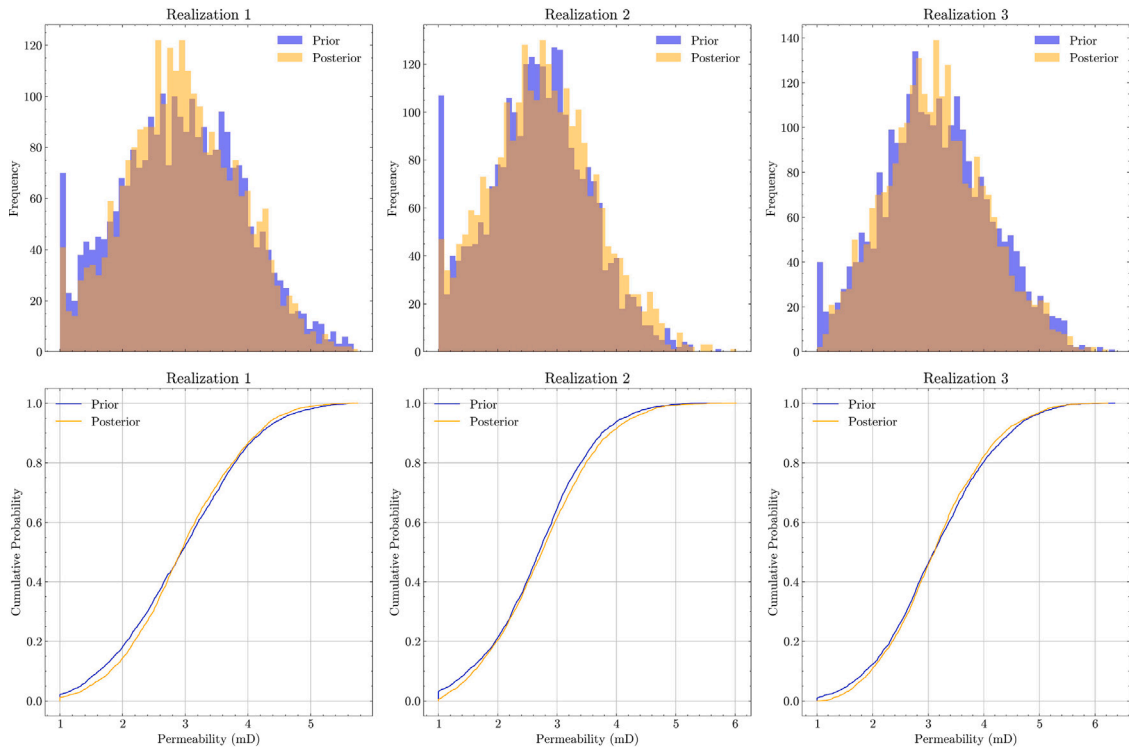 Realization 1
Realization 2
Realization 3
Prior
Posterior
Prior
Posterior
Prior
Posterior
Frequency
120
100
80
60
40
20
0
Frequency
120
100
80
60
40
20
0
Frequency
140
120
100
80
60
40
20
0
Realization 1
Realization 2
Realization 3
Prior
Posterior
Prior
Posterior
Prior
Posterior
Cumulative Probability
1.0
0.8
0.6
0.4
0.2
0.0
Cumulative Probability
1.0
0.8
0.6
0.4
0.2
0.0
Cumulative Probability
1.0
0.8
0.6
0.4
0.2
0.0
1 2 3 4 5
1 2 3 4 5 6
1 2 3 4 5 6
Permeability (mD)
Permeability (mD)
Permeability (mD)